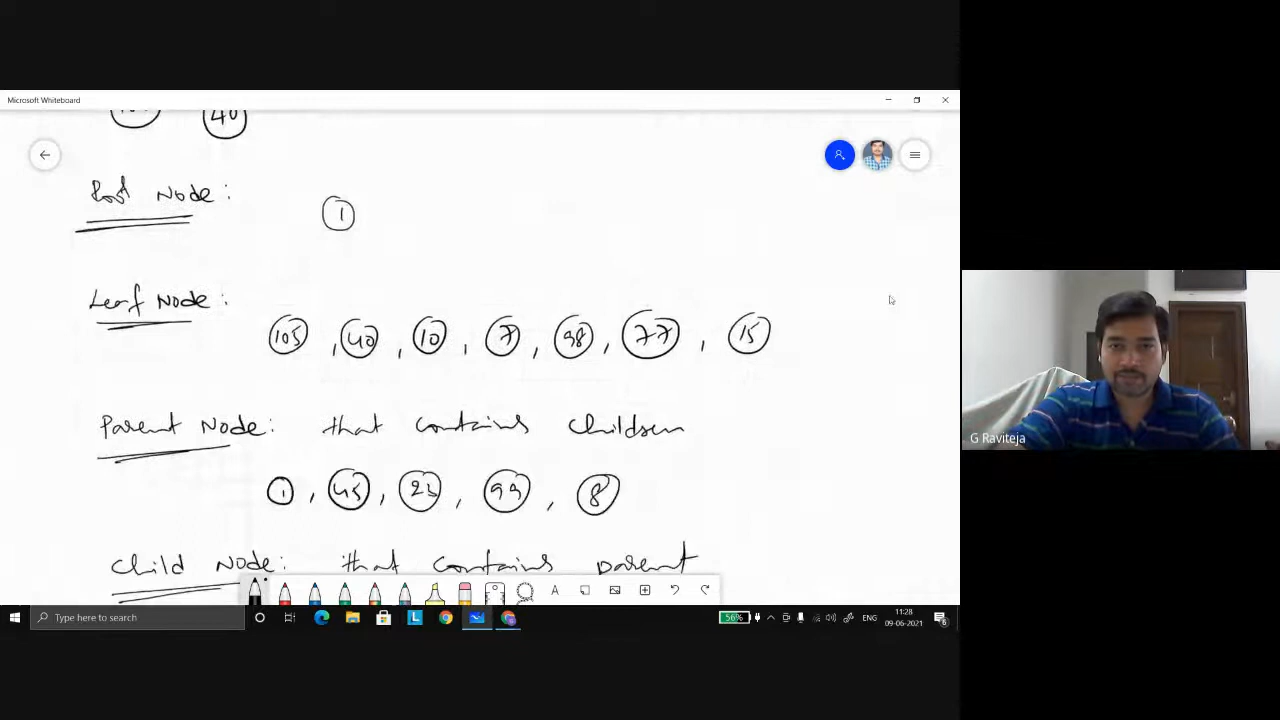 Microsoft Whiteboard
40
Root Node:
1
Leaf Node:
105 , 40 , 10 , 7 , 98 , 77 , 15
Parent Node: that contains children
1 , 45 , 23 , 99 , 8
Child Node: that contains parent
G Raviteja
Type here to search
56%
ENG
11:28
09-06-2021